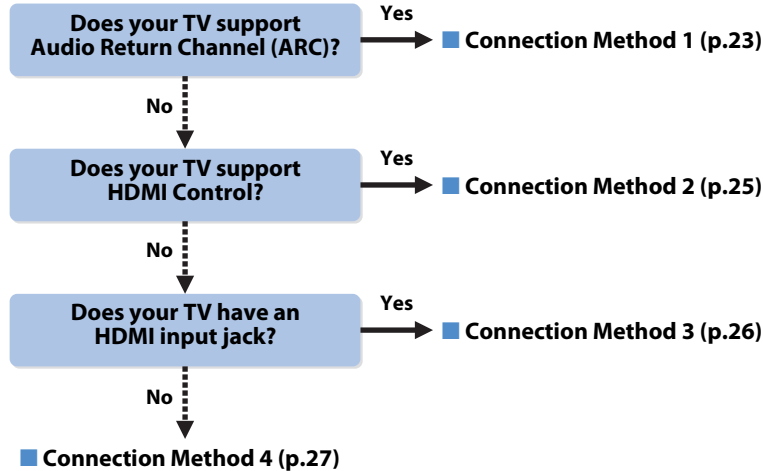 Does your TV support
Audio Return Channel (ARC)?
Yes
■ Connection Method 1 (p.23)
No
Does your TV support
HDMI Control?
Yes
■ Connection Method 2 (p.25)
No
Does your TV have an
HDMI input jack?
Yes
■ Connection Method 3 (p.26)
No
■ Connection Method 4 (p.27)